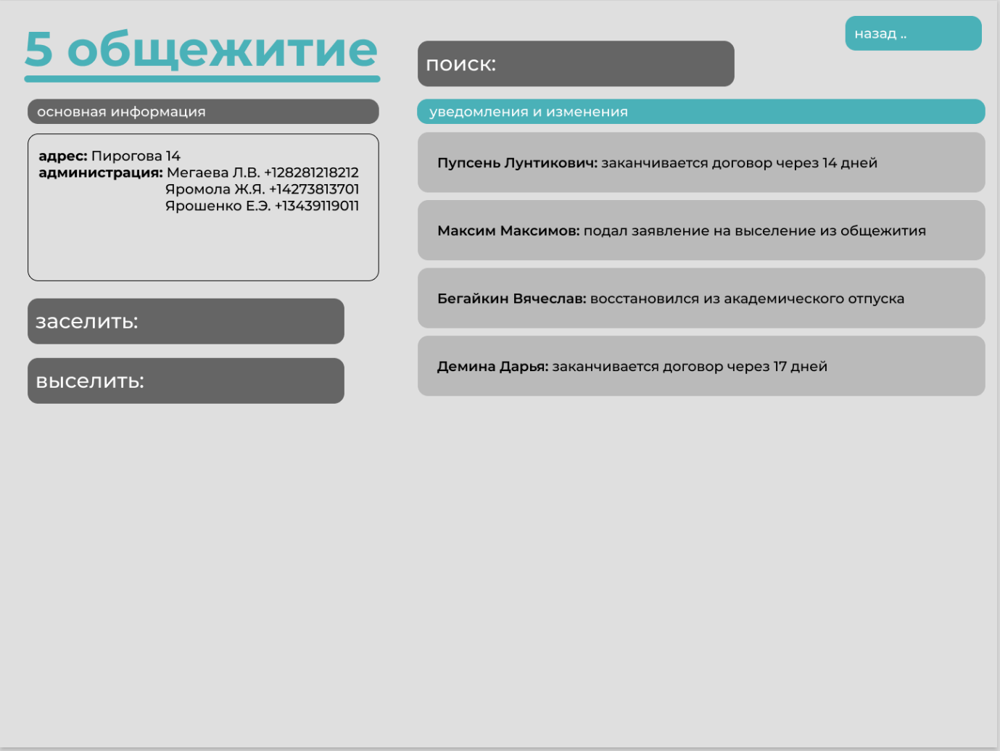 5 общежитие
основная информация
адрес: Пирогова 14
администрация: Мегаева Л.В. +128281218212
Яромола Ж.Я. +14273813701
Ярошенко Е.Э. +13439119011
заселить:
выселить:
назад ..
поиск:
уведомления и изменения
Пупсень Лунтикович: заканчивается договор через 14 дней
Максим Максимов: подал заявление на выселение из общежития
Бегайкин Вячеслав: восстановился из академического отпуска
Демина Дарья: заканчивается договор через 17 дней